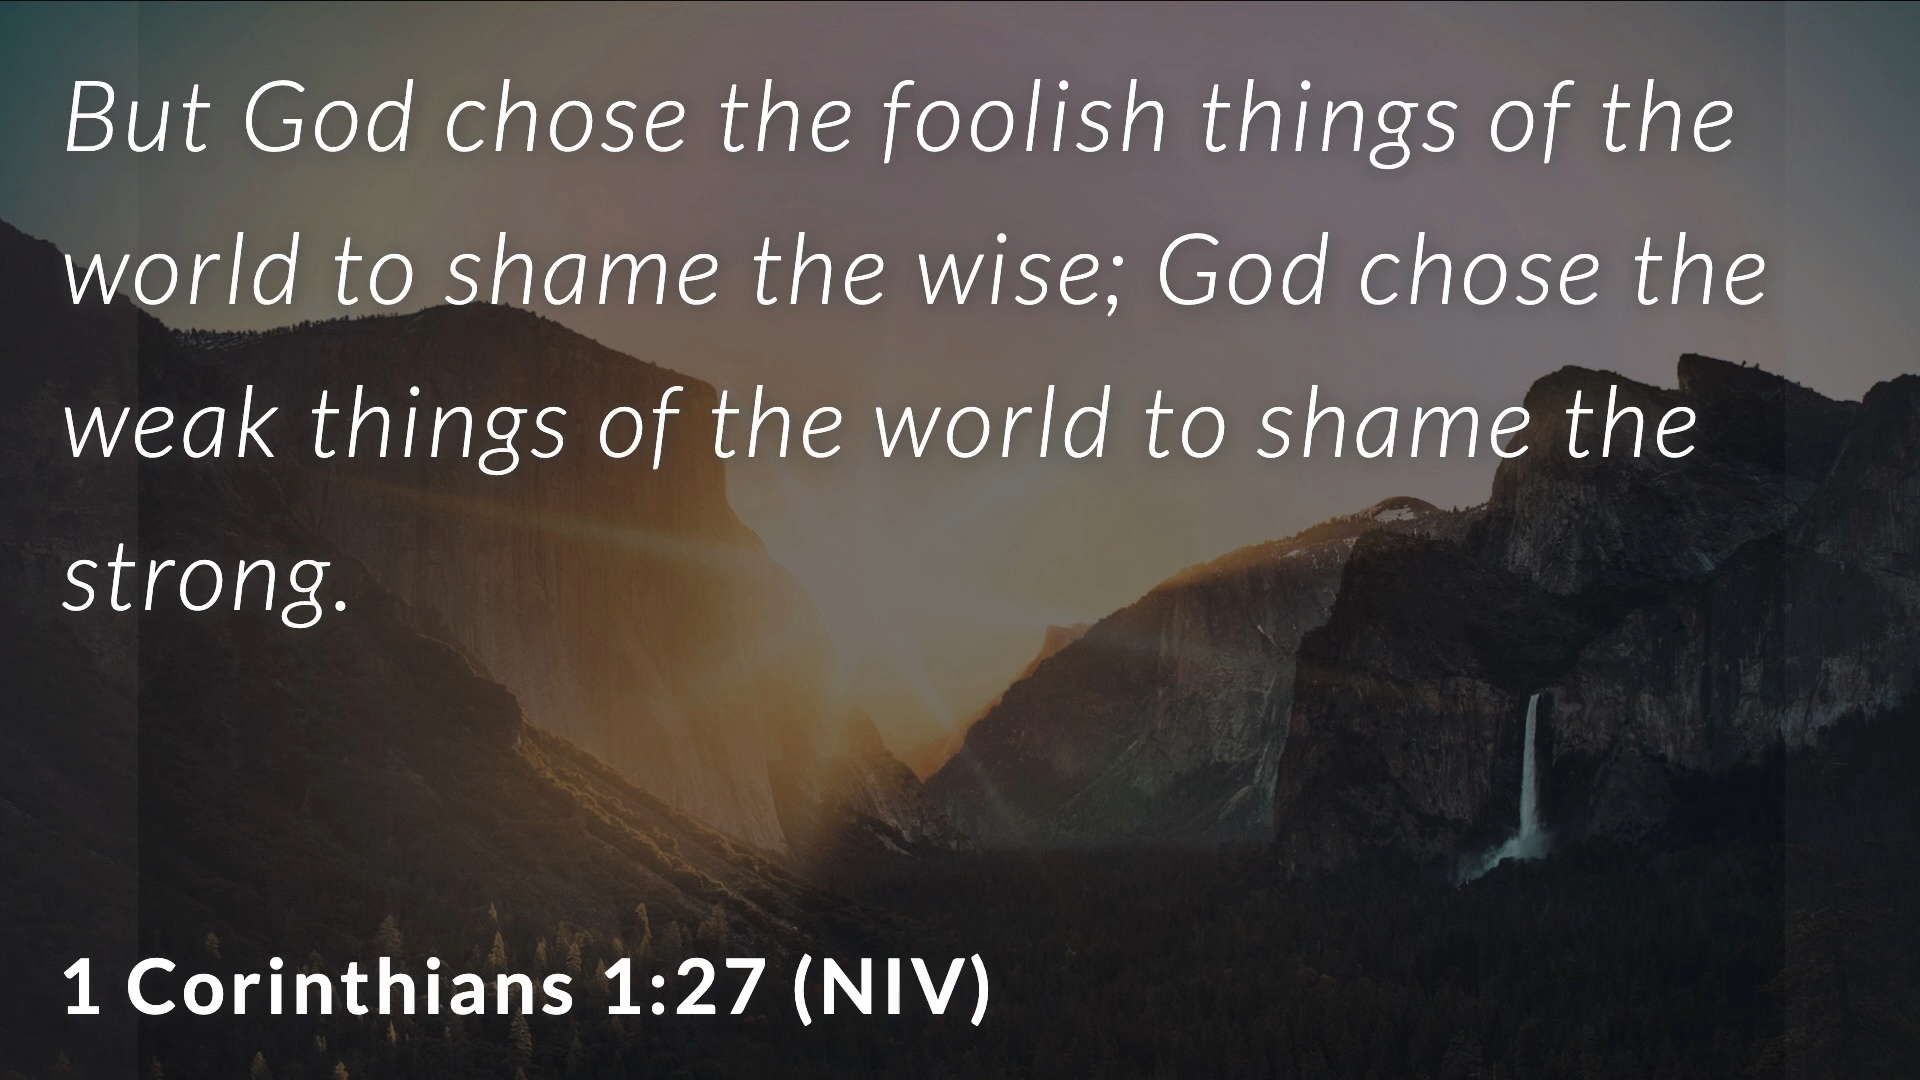 But God chose the foolish things of the
world to shame the wise; God chose the
weak things of the world to shame the
strong.
1 Corinthians 1:27 (NIV)